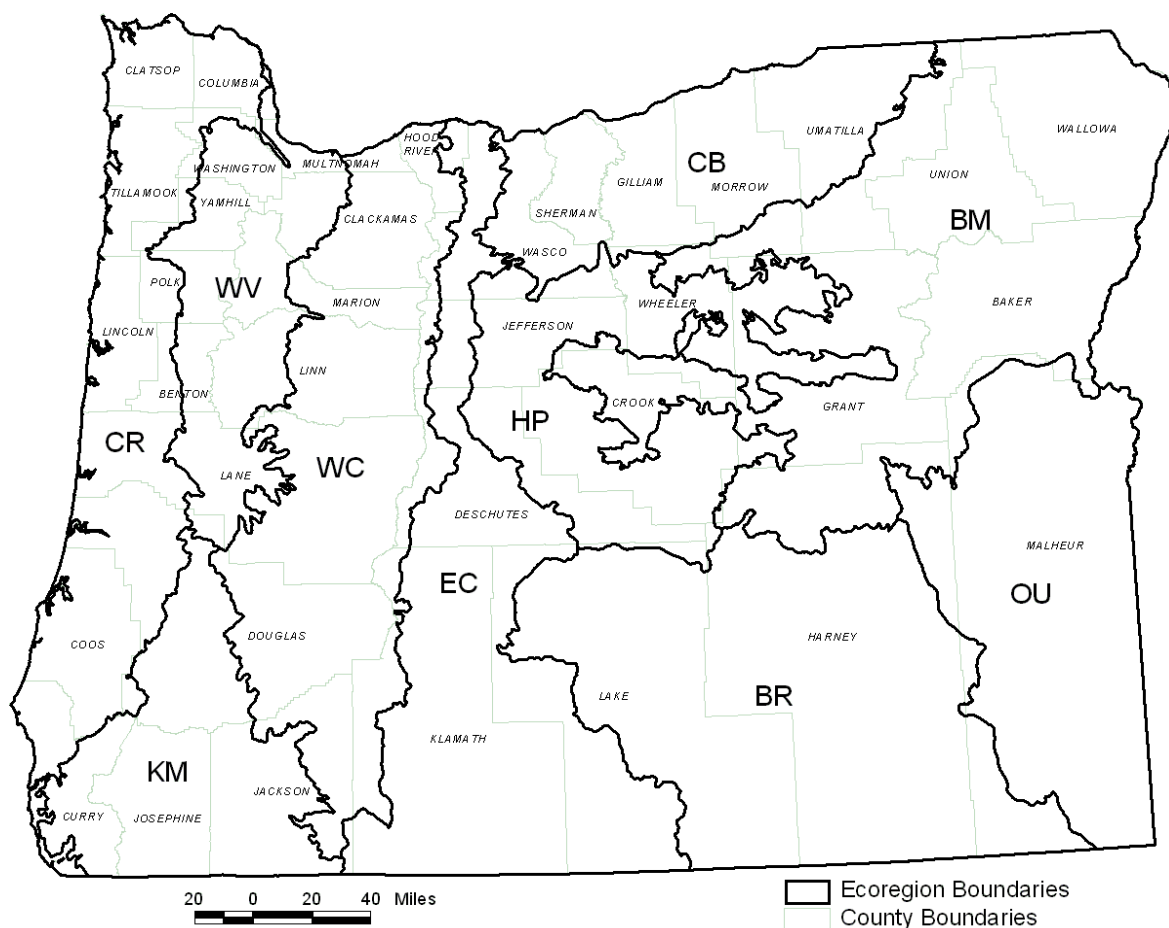 CLATSOP
COLUMBIA
HOOD
RIVER
UMATILLA
WALLOWA
WASHINGTON
MULTNOMAH
CB
TILLAMOOK
YAMHILL
GILLIAM
MORROW
UNION
CLACKAMAS
SHERMAN
BM
WASCO
POLK
WV
MARION
WHEELER
BAKER
LINCOLN
JEFFERSON
LINN
BENTON
CROOK
GRANT
CR
HP
LANE
WC
DESCHUTES
MALHEUR
EC
OU
COOS
DOUGLAS
HARNEY
LAKE
BR
KLAMATH
KM
JACKSON
CURRY
JOSEPHINE
20 0 20 40 Miles
Ecoregion Boundaries
County Boundaries